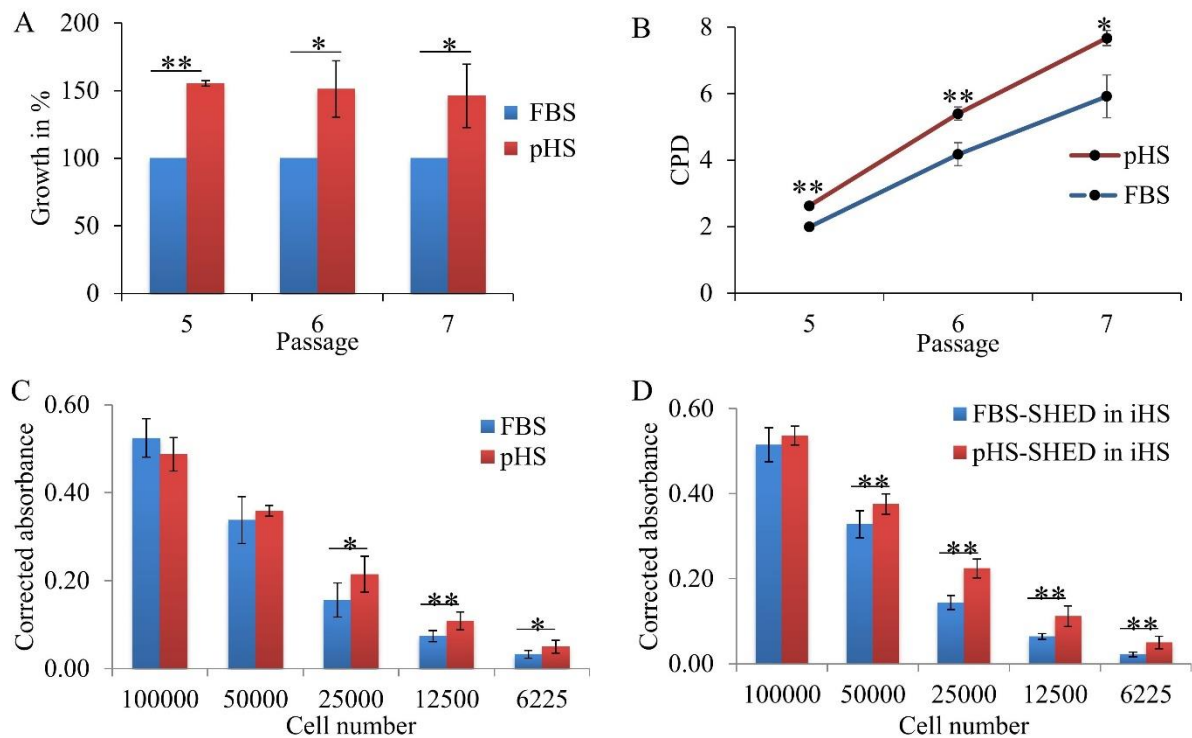 A
200
150
100
50
0
Growth in %
**
*
*
FBS
pHS
5
6
7
Passage
B
8
6
4
2
0
CPD
**
**
*
pHS
FBS
5
6
7
Passage
C
0.60
0.40
0.20
0.00
Corrected absorbance
FBS
pHS
*
**
*
100000 50000 25000 12500 6225
Cell number
D
0.60
0.40
0.20
0.00
Corrected absorbance
FBS-SHED in iHS
pHS-SHED in iHS
**
**
**
**
100000 50000 25000 12500 6225
Cell number